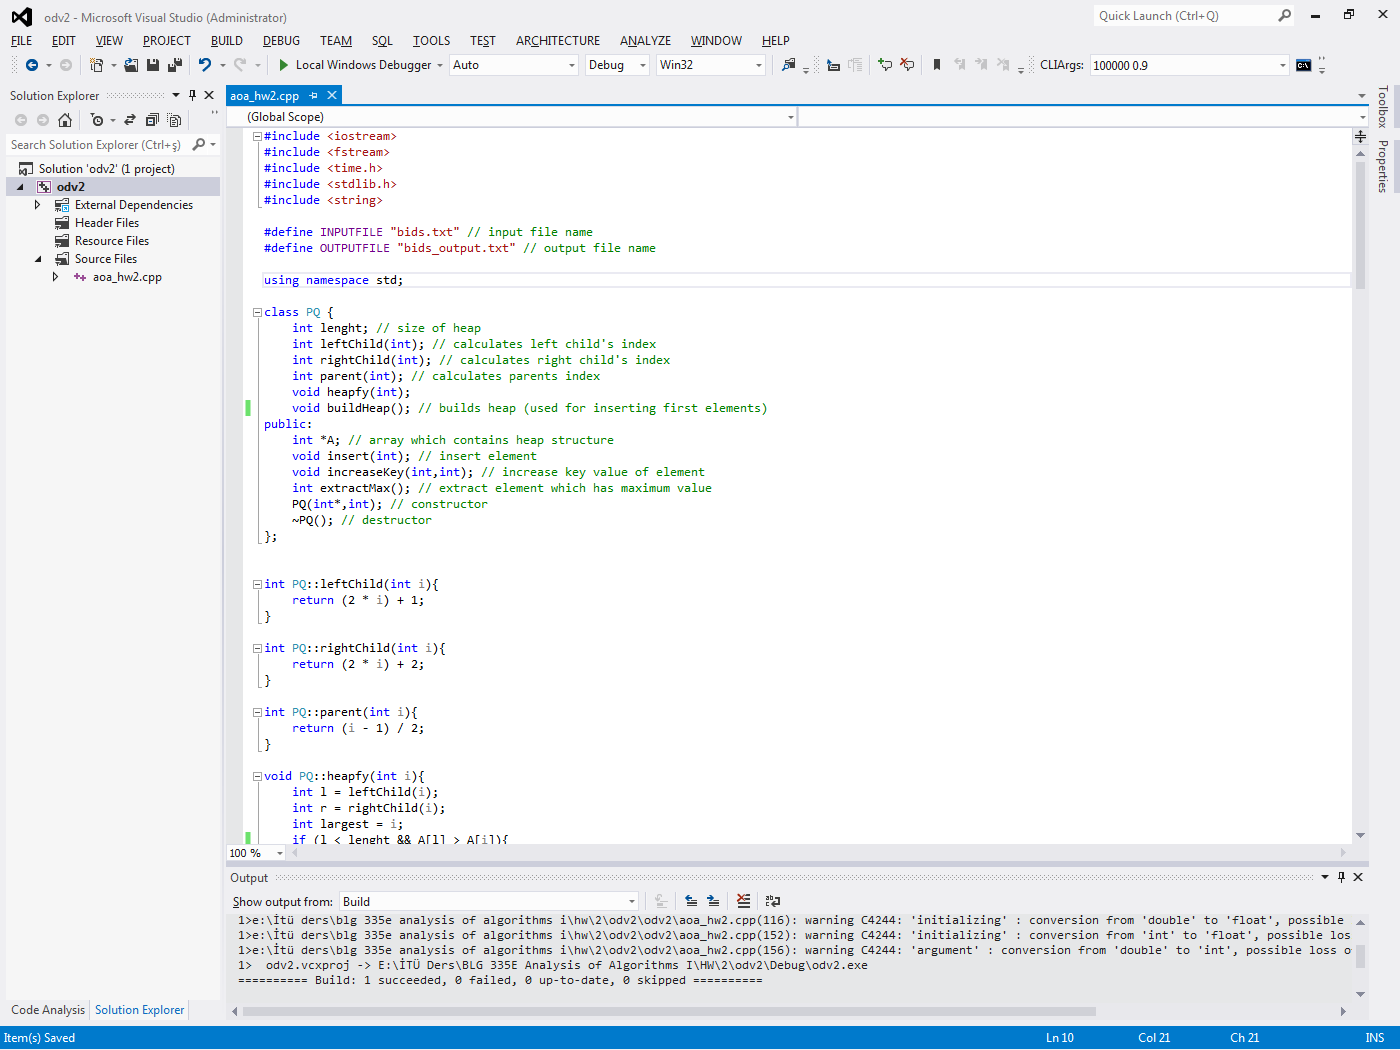 odv2 - Microsoft Visual Studio (Administrator)
Quick Launch (Ctrl+Q)
FILE EDIT VIEW PROJECT BUILD DEBUG TEAM SQL TOOLS TEST ARCHITECTURE ANALYZE WINDOW HELP
Local Windows Debugger Auto Debug Win32 CLIArgs: 100000 0.9
Solution Explorer
Search Solution Explorer (Ctrl+ş)
Solution 'odv2' (1 project)
odv2
External Dependencies
Header Files
Resource Files
Source Files
aoa_hw2.cpp
Code Analysis Solution Explorer
aoa_hw2.cpp
(Global Scope)
#include <iostream>
#include <fstream>
#include <time.h>
#include <stdlib.h>
#include <string>
#define INPUTFILE "bids.txt" // input file name
#define OUTPUTFILE "bids_output.txt" // output file name
using namespace std;
class PQ {
int lenght; // size of heap
int leftChild(int); // calculates left child's index
int rightChild(int); // calculates right child's index
int parent(int); // calculates parents index
void heapfy(int);
void buildHeap(); // builds heap (used for inserting first elements)
public:
int *A; // array which contains heap structure
void insert(int); // insert element
void increaseKey(int,int); // increase key value of element
int extractMax(); // extract element which has maximum value
PQ(int*,int); // constructor
~PQ(); // destructor
};
int PQ::leftChild(int i){
return (2 * i) + 1;
}
int PQ::rightChild(int i){
return (2 * i) + 2;
}
int PQ::parent(int i){
return (i - 1) / 2;
}
void PQ::heapfy(int i){
int l = leftChild(i);
int r = rightChild(i);
int largest = i;
if (l < lenght && A[l] > A[i]){
100 %
Toolbox
Properties
Output
Show output from: Build
1>e:\İtü ders\blg 335e analysis of algorithms i\hw\2\odv2\odv2\aoa_hw2.cpp(116): warning C4244: 'initializing' : conversion from 'double' to 'float', possible
1>e:\İtü ders\blg 335e analysis of algorithms i\hw\2\odv2\odv2\aoa_hw2.cpp(152): warning C4244: 'initializing' : conversion from 'int' to 'float', possible los
1>e:\İtü ders\blg 335e analysis of algorithms i\hw\2\odv2\odv2\aoa_hw2.cpp(156): warning C4244: 'argument' : conversion from 'double' to 'int', possible loss o
1> odv2.vcxproj -> E:\İTÜ Ders\BLG 335E Analysis of Algorithms I\HW\2\odv2\Debug\odv2.exe
========== Build: 1 succeeded, 0 failed, 0 up-to-date, 0 skipped ==========
Item(s) Saved Ln 10 Col 21 Ch 21 INS